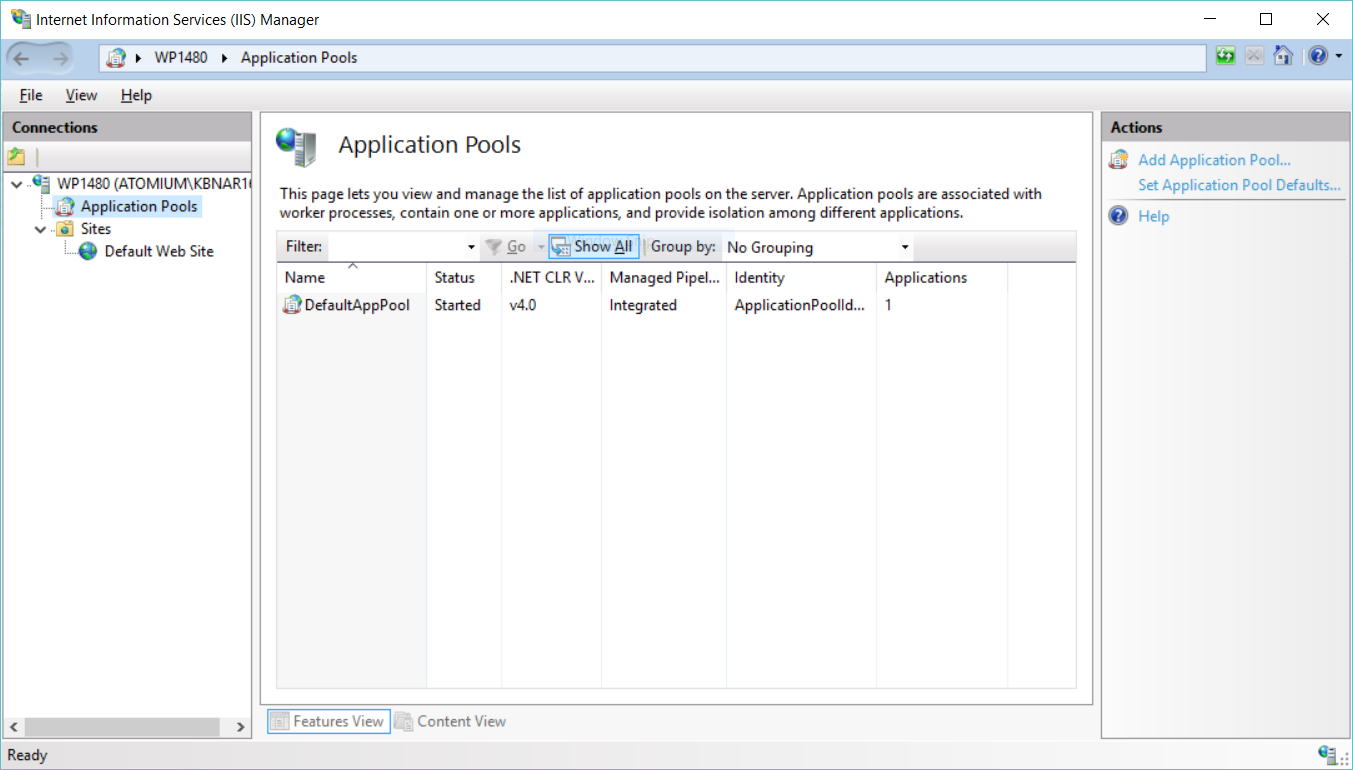 Internet Information Services (IIS) Manager
WP1480 Application Pools
File View Help
Connections
WP1480 (ATOMIUM\KBNAR16
Application Pools
Sites
Default Web Site
Application Pools
This page lets you view and manage the list of application pools on the server. Application pools are associated with
worker processes, contain one or more applications, and provide isolation among different applications.
Filter: Go Show All Group by: No Grouping
Name Status .NET CLR V... Managed Pipel... Identity Applications
DefaultAppPool Started v4.0 Integrated ApplicationPoolId... 1
Features View Content View
Actions
Add Application Pool...
Set Application Pool Defaults...
Help
Ready